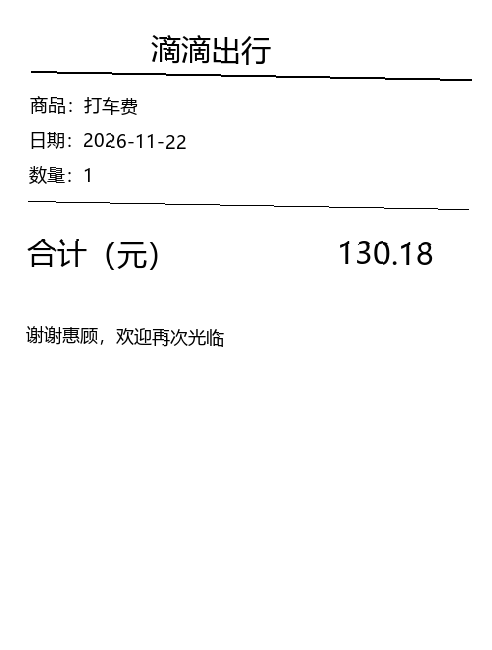 滴滴出行
商品：打车费
日期：2026-11-22
数量：1
合计（元） 130.18
谢谢惠顾，欢迎再次光临